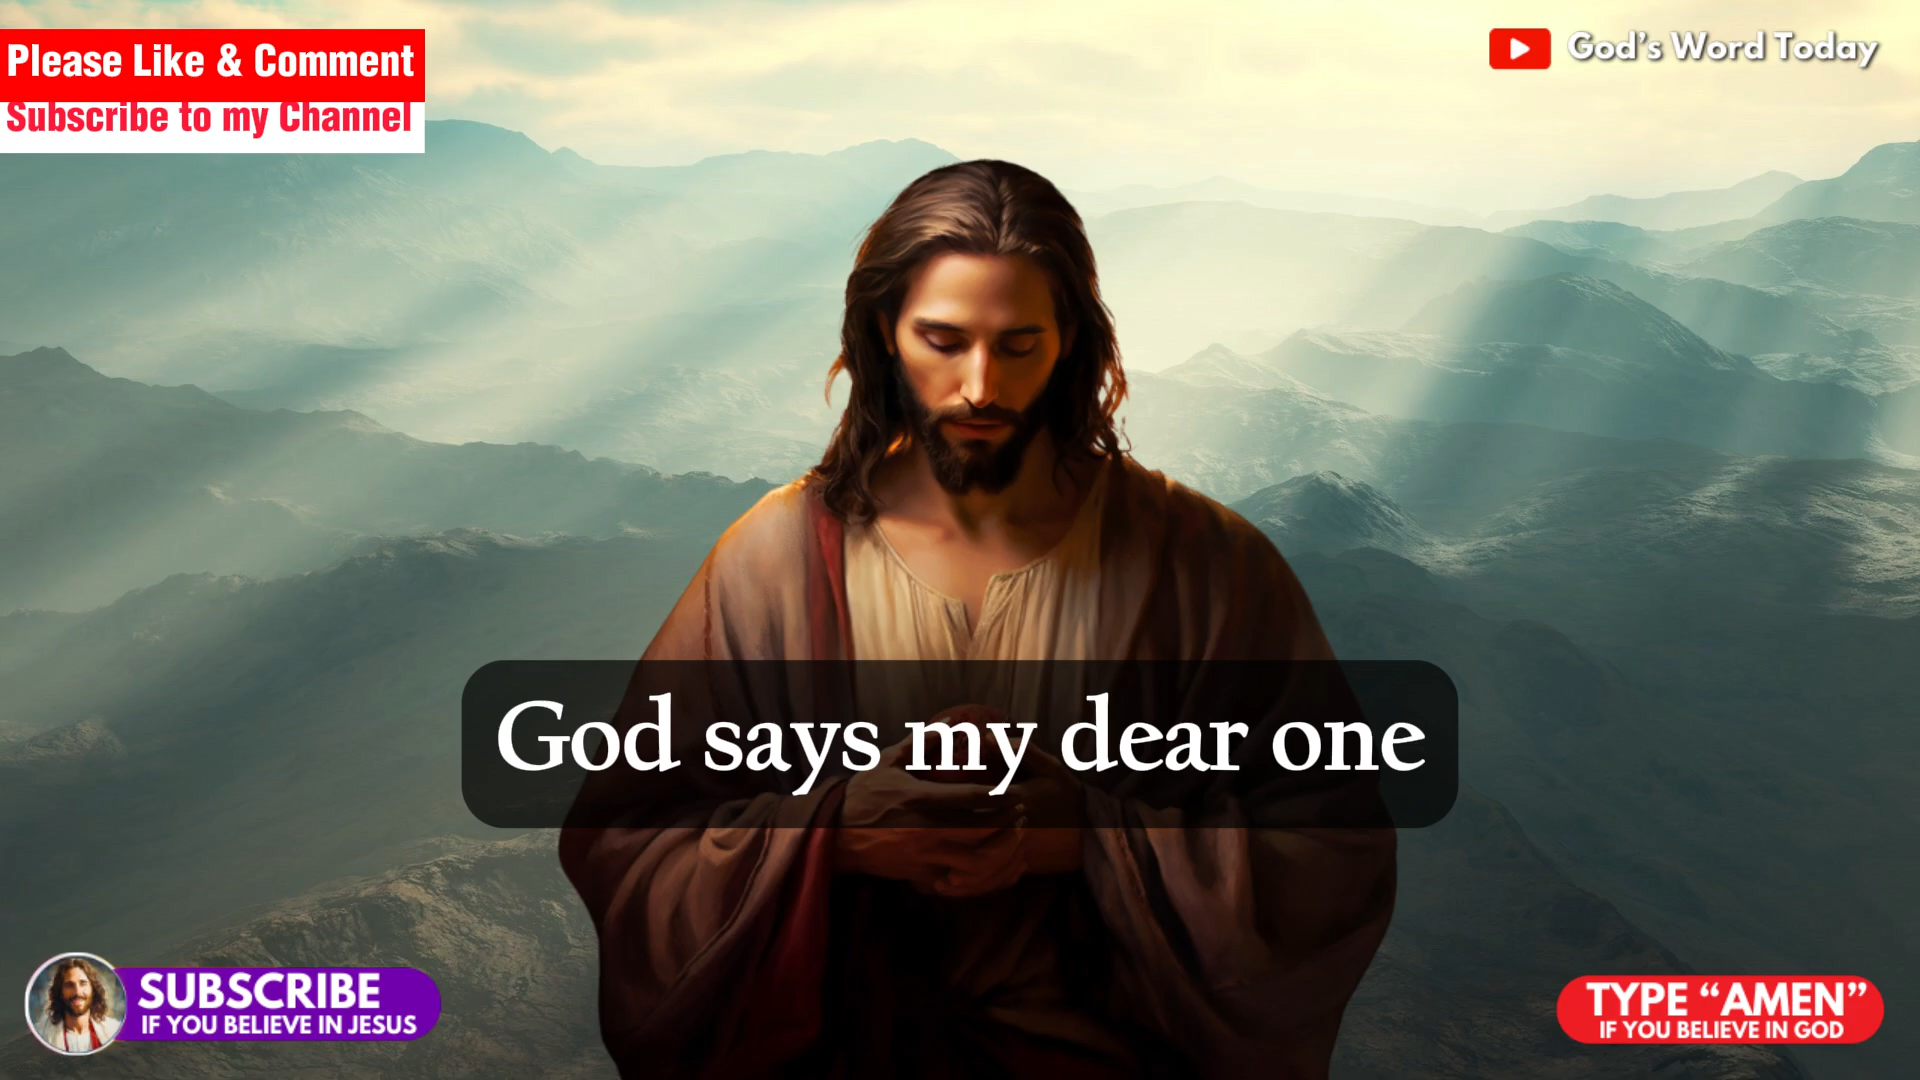 Please Like & Comment
Subscribe to my Channel
God's Word Today
God says my dear one
SUBSCRIBE
IF YOU BELIEVE IN JESUS
TYPE “AMEN”
IF YOU BELIEVE IN GOD